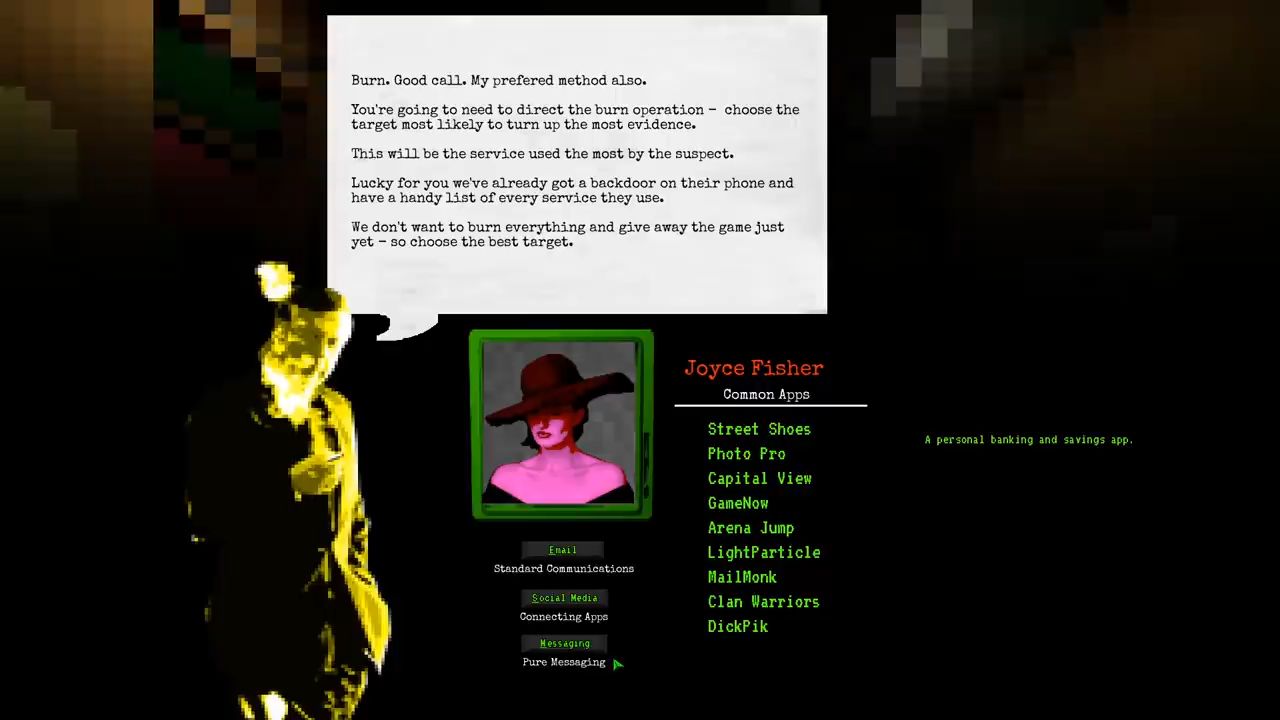 Burn. Good call. My prefered method also.
You're going to need to direct the burn operation - choose the
target most likely to turn up the most evidence.
This will be the service used the most by the suspect.
Lucky for you we've already got a backdoor on their phone and
have a handy list of every service they use.
We don't want to burn everything and give away the game just
yet - so choose the best target.
Joyce Fisher
Common Apps
Street Shoes
Photo Pro
Capital View
GameNow
Arena Jump
LightParticle
MailMonk
Clan Warriors
DickPik
A personal banking and savings app.
Email
Standard Communications
Social Media
Connecting Apps
Messaging
Pure Messaging